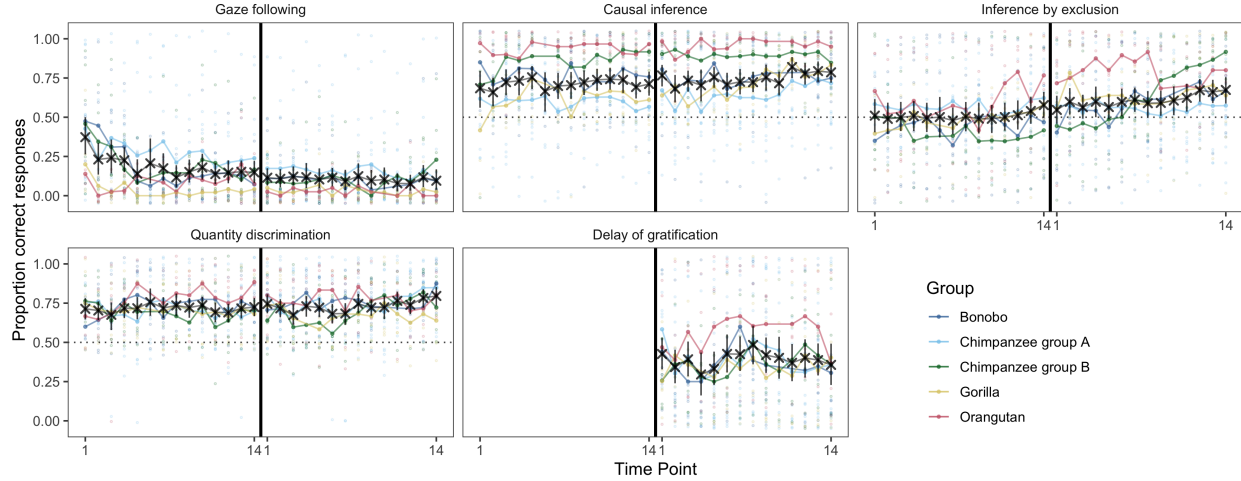 Gaze following
Causal inference
Inference by exclusion
1.00
0.75
0.50
0.25
0.00
1 14 1 14
Quantity discrimination
Delay of gratification
1.00
0.75
0.50
0.25
0.00
1 14 1 14
1 14 1 14
Proportion correct responses
Time Point
Group
Bonobo
Chimpanzee group A
Chimpanzee group B
Gorilla
Orangutan